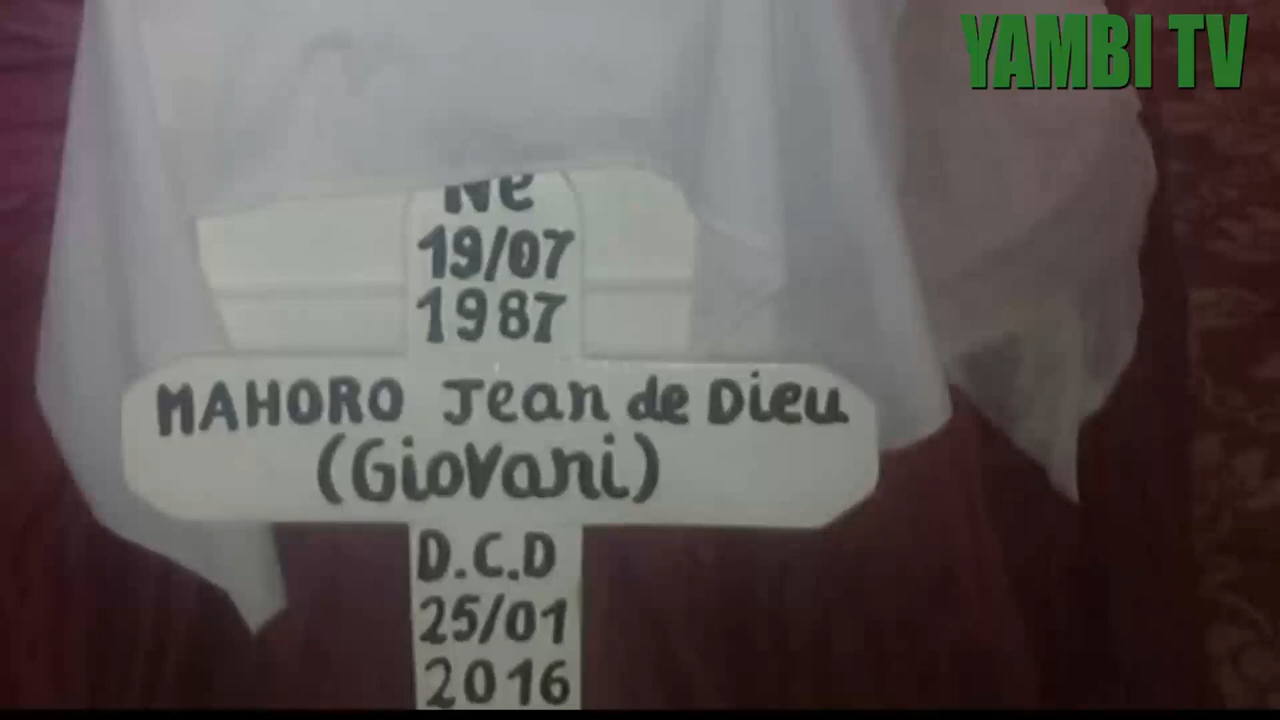 YAMBI TV
Né
19/07
1987
MAHORO Jean de Dieu
(Giovani)
D.C.D
25/01
2016